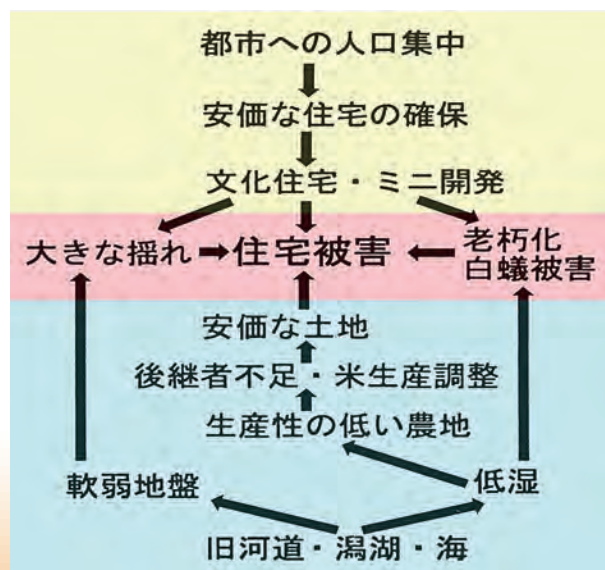 都市への人口集中
安価な住宅の確保
文化住宅・ミニ開発
大きな揺れ
住宅被害
老朽化
白蟻被害
安価な土地
後継者不足・米生産調整
生産性の低い農地
軟弱地盤
低湿
旧河道・潟湖・海